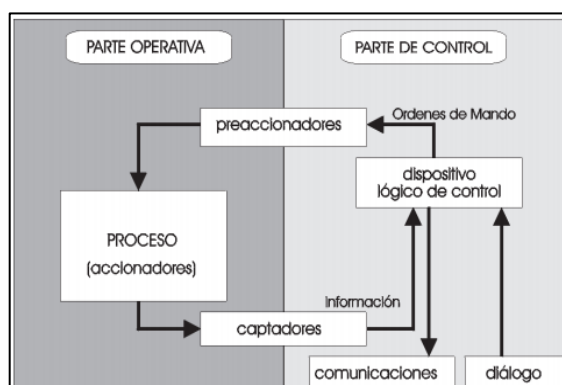 PARTE OPERATIVA
PARTE DE CONTROL
preaccionadores
Ordenes de Mando
dispositivo
lógico de control
PROCESO
(accionadores)
Información
captadores
comunicaciones
diálogo